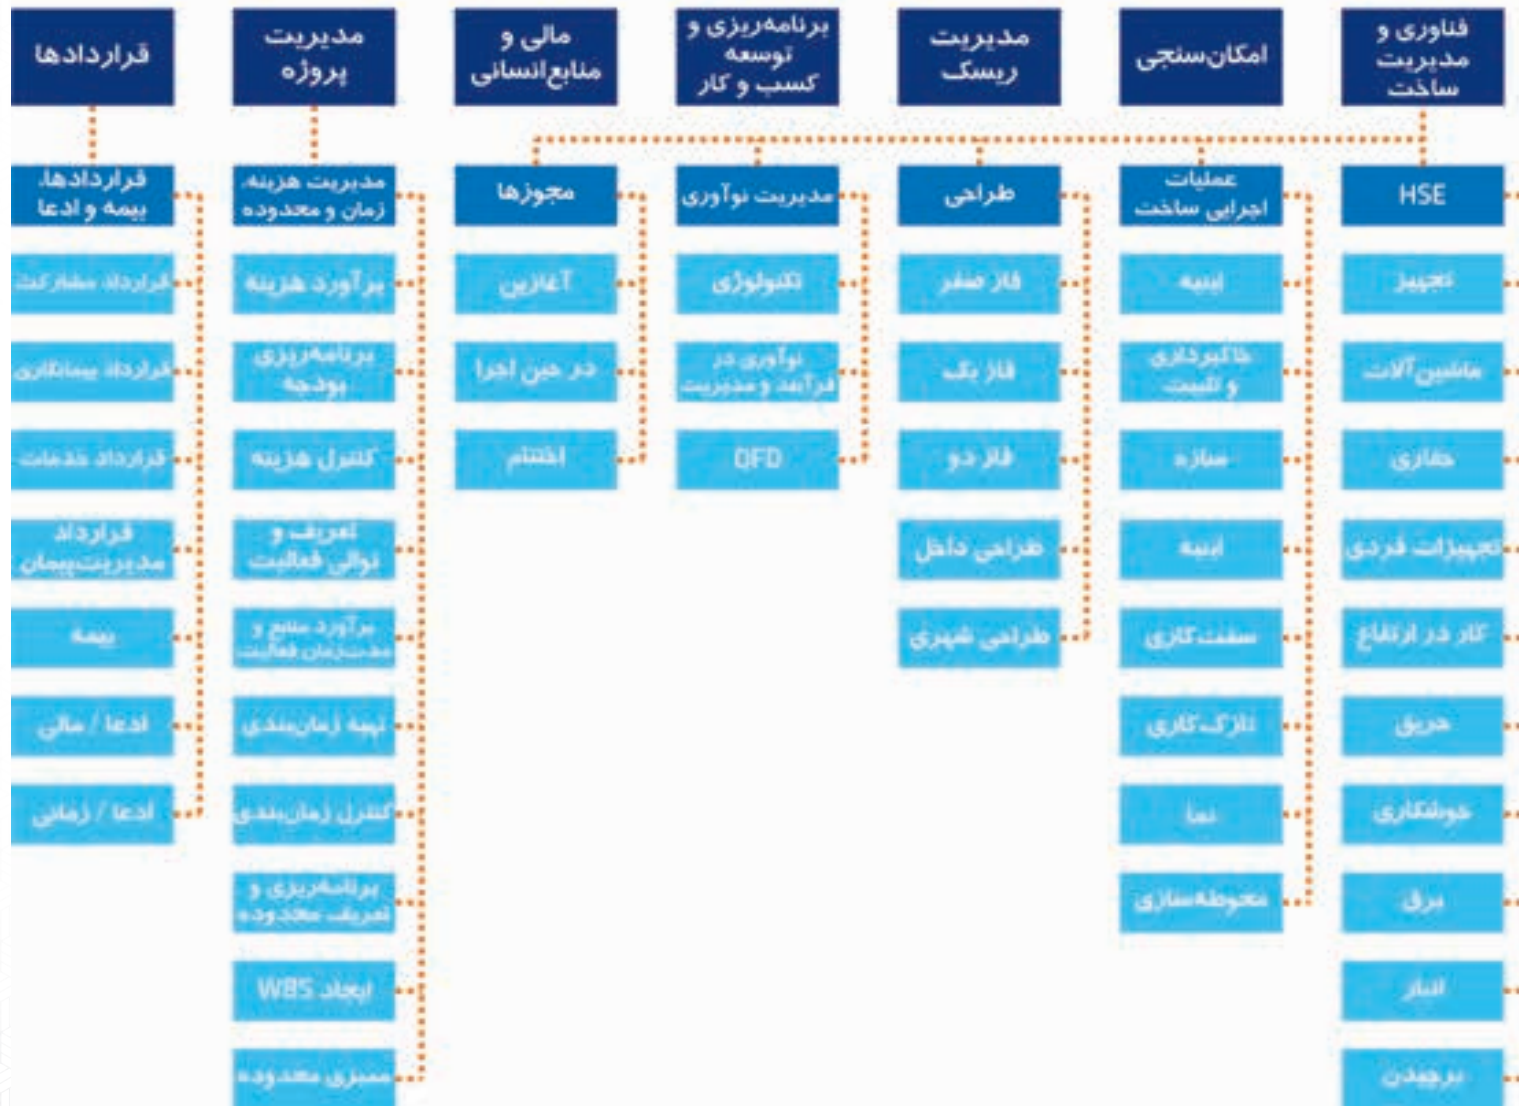 فناوری و
مدیریت
ساخت
امکان‌سنجی
مدیریت
ریسک
برنامه‌ریزی و
توسعه
کسب و کار
مالی و
منابع‌انسانی
مدیریت
پروژه
قراردادها
HSE
عملیات
اجرایی ساخت
طراحی
مدیریت نوآوری
مجوزها
مدیریت هزینه،
زمان و محدوده
قراردادها،
بیمه و ادعا
تجهیز
ابنیه
فاز صفر
تکنولوژی
آغازین
برآورد هزینه
قرارداد مشارکت
ماشین‌آلات
خاکبرداری
و تثبیت
فاز یک
نوآوری در
فرآیند و مدیریت
در حین اجرا
برنامه‌ریزی
بودجه
قرارداد پیمانکاری
حفاری
سازه
فاز دو
QFD
اختتام
کنترل هزینه
قرارداد خدمات
تجهیزات فردی
ابنیه
طراحی داخل
تعریف و
توالی فعالیت
قرارداد
مدیریت‌پیمان
کار در ارتفاع
سفت‌کاری
طراحی شهری
برآورد منابع و
مدت‌زمان فعالیت
بیمه
حریق
نازک‌کاری
تهیه زمان‌بندی
ادعا / مالی
جوشکاری
نما
کنترل زمان‌بندی
ادعا / زمانی
برق
محوطه‌سازی
برنامه‌ریزی و
تعریف محدوده
انبار
ایجاد WBS
برچیدن
ممیزی محدوده